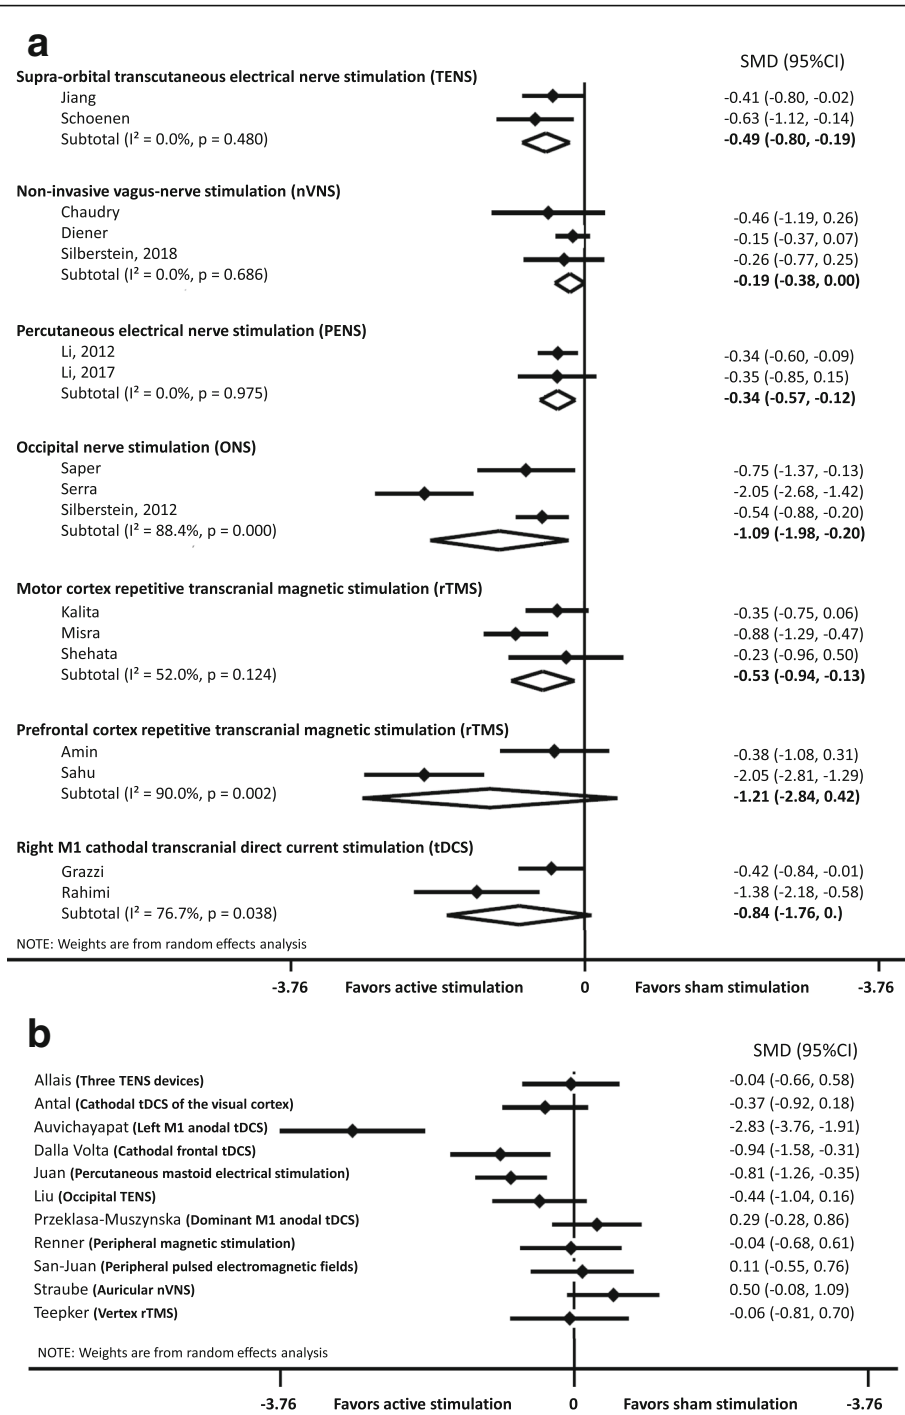 a
SMD (95%CI)
Supra-orbital transcutaneous electrical nerve stimulation (TENS)
Jiang -0.41 (-0.80, -0.02)
Schoenen -0.63 (-1.12, -0.14)
Subtotal (I² = 0.0%, p = 0.480) -0.49 (-0.80, -0.19)
Non-invasive vagus-nerve stimulation (nVNS)
Chaudry -0.46 (-1.19, 0.26)
Diener -0.15 (-0.37, 0.07)
Silberstein, 2018 -0.26 (-0.77, 0.25)
Subtotal (I² = 0.0%, p = 0.686) -0.19 (-0.38, 0.00)
Percutaneous electrical nerve stimulation (PENS)
Li, 2012 -0.34 (-0.60, -0.09)
Li, 2017 -0.35 (-0.85, 0.15)
Subtotal (I² = 0.0%, p = 0.975) -0.34 (-0.57, -0.12)
Occipital nerve stimulation (ONS)
Saper -0.75 (-1.37, -0.13)
Serra -2.05 (-2.68, -1.42)
Silberstein, 2012 -0.54 (-0.88, -0.20)
Subtotal (I² = 88.4%, p = 0.000) -1.09 (-1.98, -0.20)
Motor cortex repetitive transcranial magnetic stimulation (rTMS)
Kalita -0.35 (-0.75, 0.06)
Misra -0.88 (-1.29, -0.47)
Shehata -0.23 (-0.96, 0.50)
Subtotal (I² = 52.0%, p = 0.124) -0.53 (-0.94, -0.13)
Prefrontal cortex repetitive transcranial magnetic stimulation (rTMS)
Amin -0.38 (-1.08, 0.31)
Sahu -2.05 (-2.81, -1.29)
Subtotal (I² = 90.0%, p = 0.002) -1.21 (-2.84, 0.42)
Right M1 cathodal transcranial direct current stimulation (tDCS)
Grazzi -0.42 (-0.84, -0.01)
Rahimi -1.38 (-2.18, -0.58)
Subtotal (I² = 76.7%, p = 0.038) -0.84 (-1.76, 0.)
NOTE: Weights are from random effects analysis
-3.76 Favors active stimulation 0 Favors sham stimulation -3.76
b
SMD (95%CI)
Allais (Three TENS devices) -0.04 (-0.66, 0.58)
Antal (Cathodal tDCS of the visual cortex) -0.37 (-0.92, 0.18)
Auvichayapat (Left M1 anodal tDCS) -2.83 (-3.76, -1.91)
Dalla Volta (Cathodal frontal tDCS) -0.94 (-1.58, -0.31)
Juan (Percutaneous mastoid electrical stimulation) -0.81 (-1.26, -0.35)
Liu (Occipital TENS) -0.44 (-1.04, 0.16)
Przeklasa-Muszynska (Dominant M1 anodal tDCS) 0.29 (-0.28, 0.86)
Renner (Peripheral magnetic stimulation) -0.04 (-0.68, 0.61)
San-Juan (Peripheral pulsed electromagnetic fields) 0.11 (-0.55, 0.76)
Straube (Auricular nVNS) 0.50 (-0.08, 1.09)
Teepker (Vertex rTMS) -0.06 (-0.81, 0.70)
NOTE: Weights are from random effects analysis
-3.76 Favors active stimulation 0 Favors sham stimulation -3.76